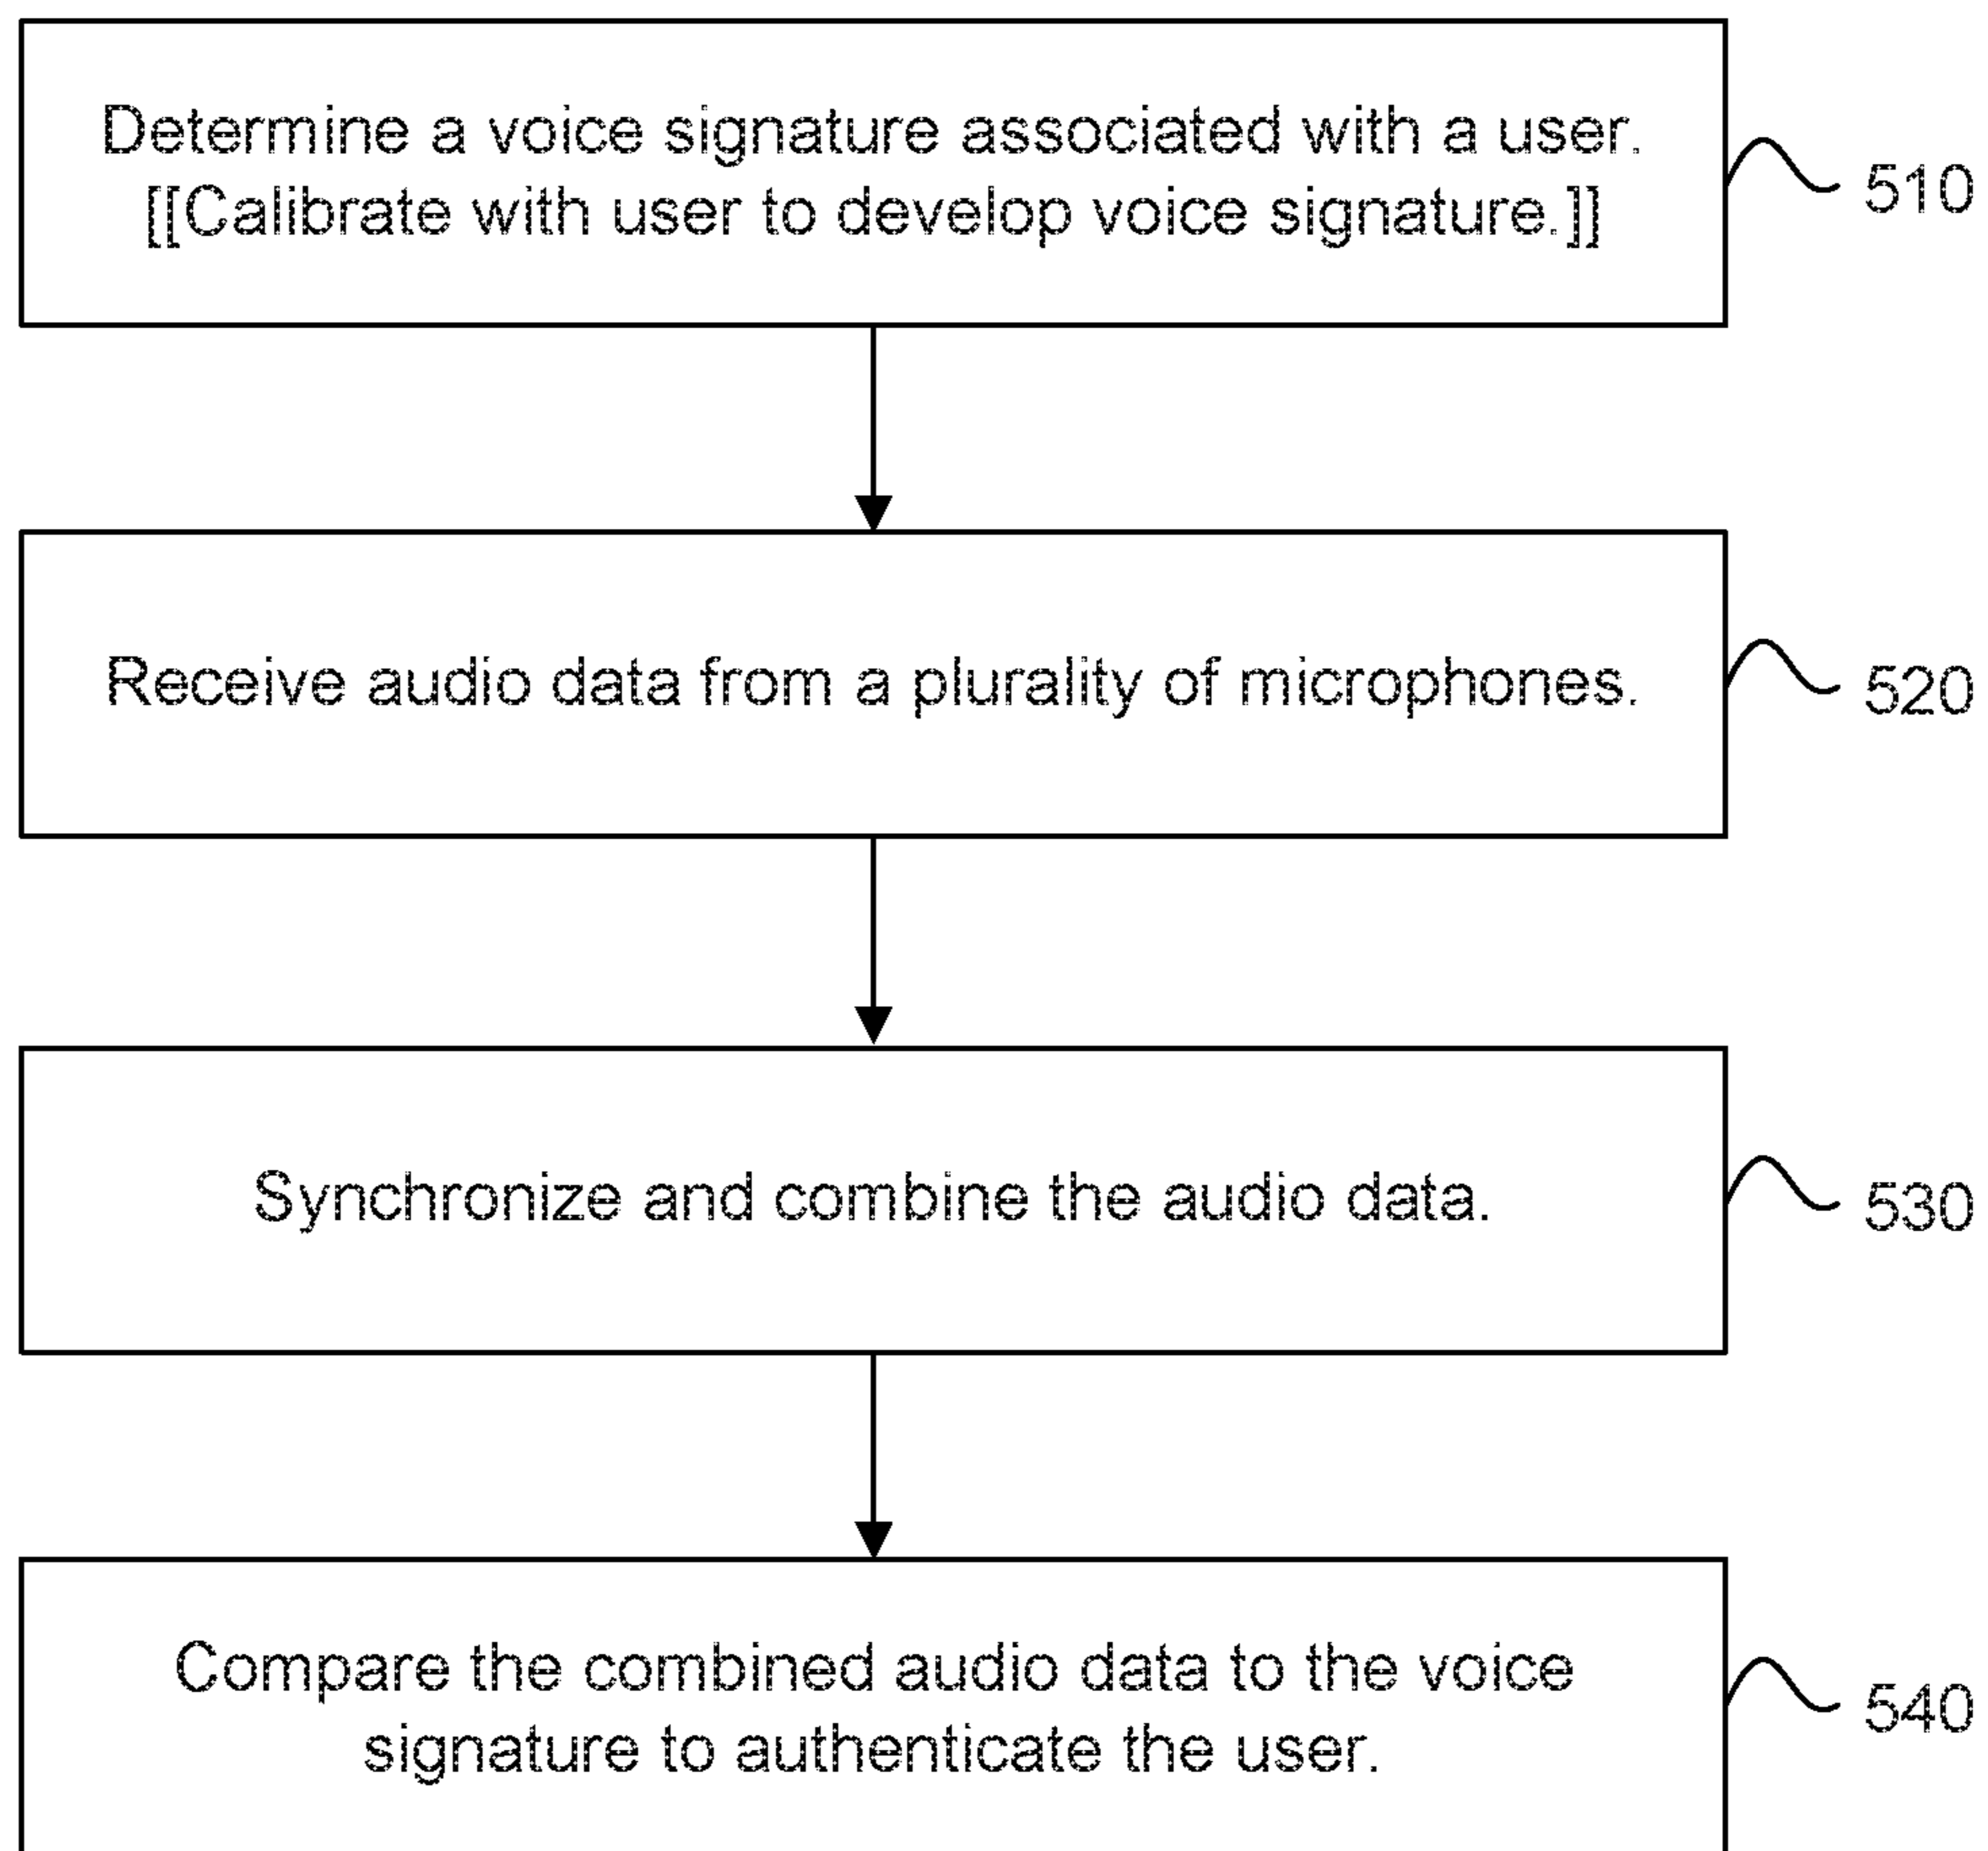 Determine a voice signature associated with a user.
[[Calibrate with user to develop voice signature.]]
510
Receive audio data from a plurality of microphones.
520
Synchronize and combine the audio data.
530
Compare the combined audio data to the voice
signature to authenticate the user.
540